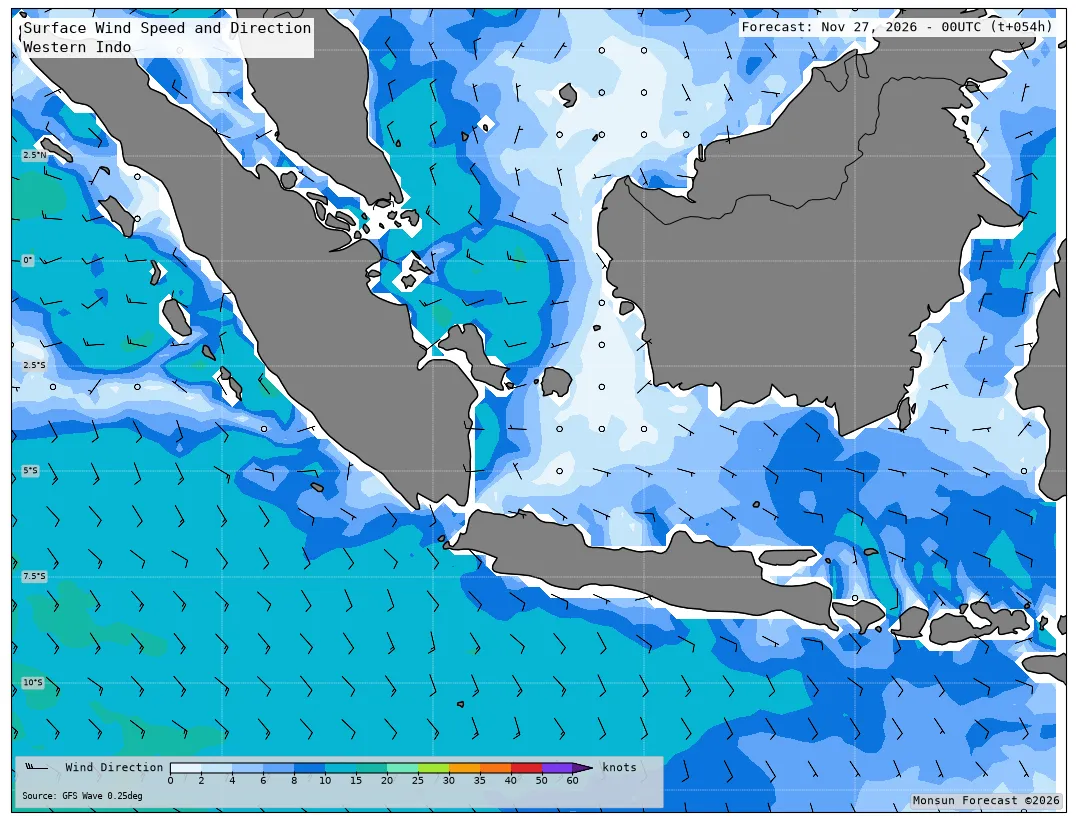 Surface Wind Speed and Direction
Western Indo
Forecast: Nov 27, 2026 - 00UTC (t+054h)
2.5°N
0°
2.5°S
5°S
7.5°S
10°S
Wind Direction
0 2 4 6 8 10 15 20 25 30 40 50 60
knots
Source: GFS Wave 0.25deg
Monsun Forecast ©2026